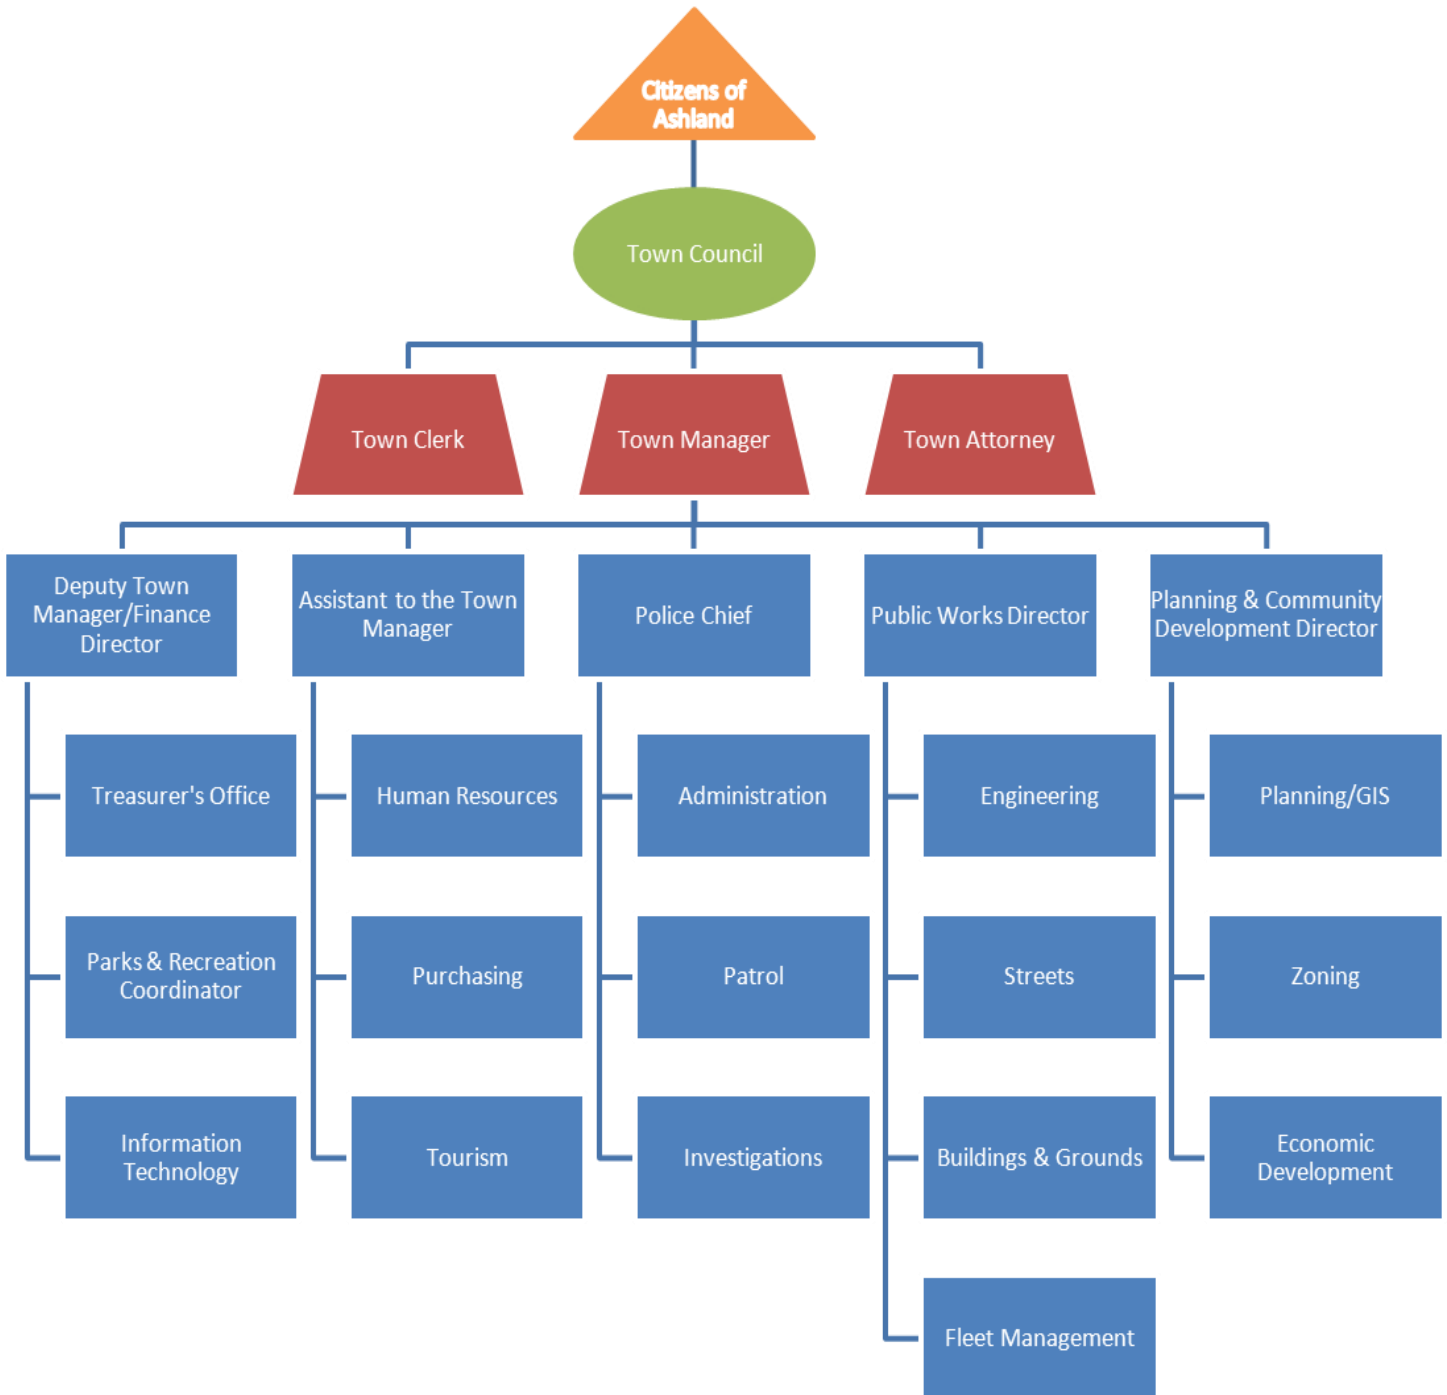 Citizens of
Ashland
Town Council
Town Clerk
Town Manager
Town Attorney
Deputy Town
Manager/Finance
Director
Assistant to the Town
Manager
Police Chief
Public Works Director
Planning & Community
Development Director
Treasurer's Office
Human Resources
Administration
Engineering
Planning/GIS
Parks & Recreation
Coordinator
Purchasing
Patrol
Streets
Zoning
Information
Technology
Tourism
Investigations
Buildings & Grounds
Economic
Development
Fleet Management